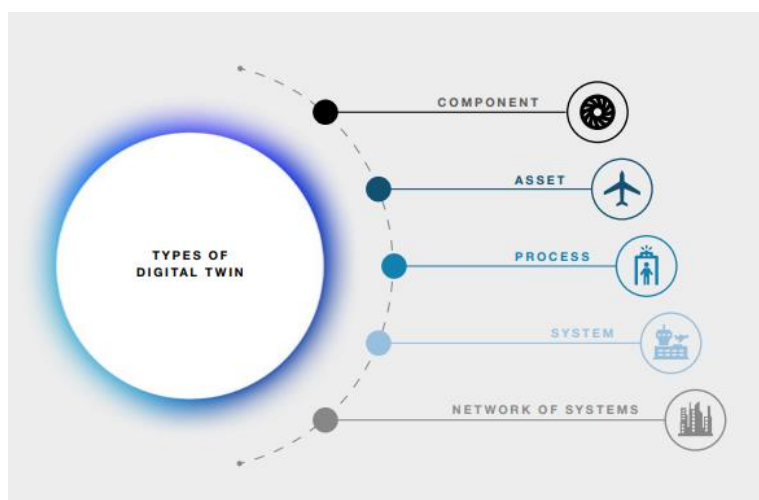 COMPONENT
ASSET
TYPES OF
DIGITAL TWIN
PROCESS
SYSTEM
NETWORK OF SYSTEMS